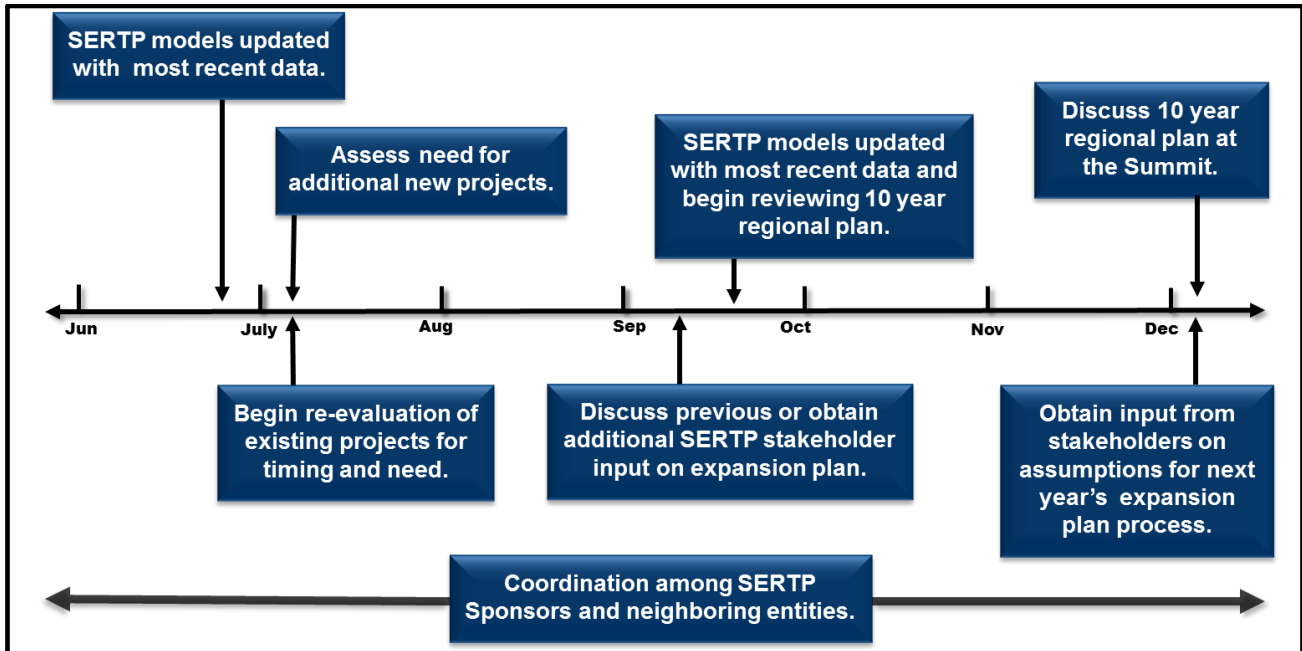 SERTP models updated
with most recent data.
Assess need for
additional new projects.
SERTP models updated
with most recent data and
begin reviewing 10 year
regional plan.
Discuss 10 year
regional plan at
the Summit.
Jun
July
Aug
Sep
Oct
Nov
Dec
Begin re-evaluation of
existing projects for
timing and need.
Discuss previous or obtain
additional SERTP stakeholder
input on expansion plan.
Obtain input from
stakeholders on
assumptions for next
year’s expansion
plan process.
Coordination among SERTP
Sponsors and neighboring entities.